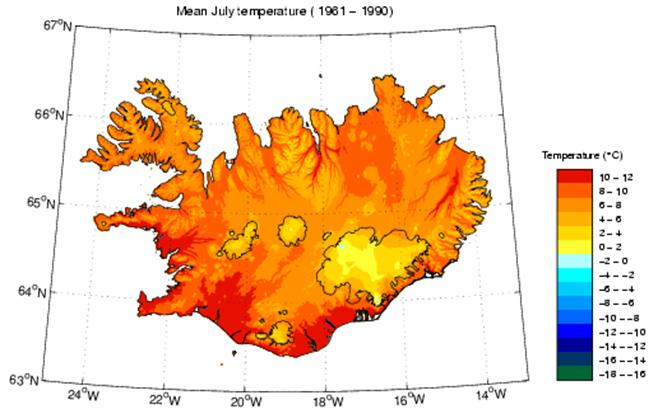 Mean July temperature ( 1961 – 1990)
67°N
66°N
65°N
64°N
63°N
24°W
22°W
20°W
18°W
16°W
14°W
Temperature (°C)
10 – 12
8 – 10
6 – 8
4 – 6
2 – 4
0 – 2
–2 – 0
–4 – –2
–6 – –4
–8 – –6
–10 – –8
–12 – –10
–14 – –12
–16 – –14
–18 – –16